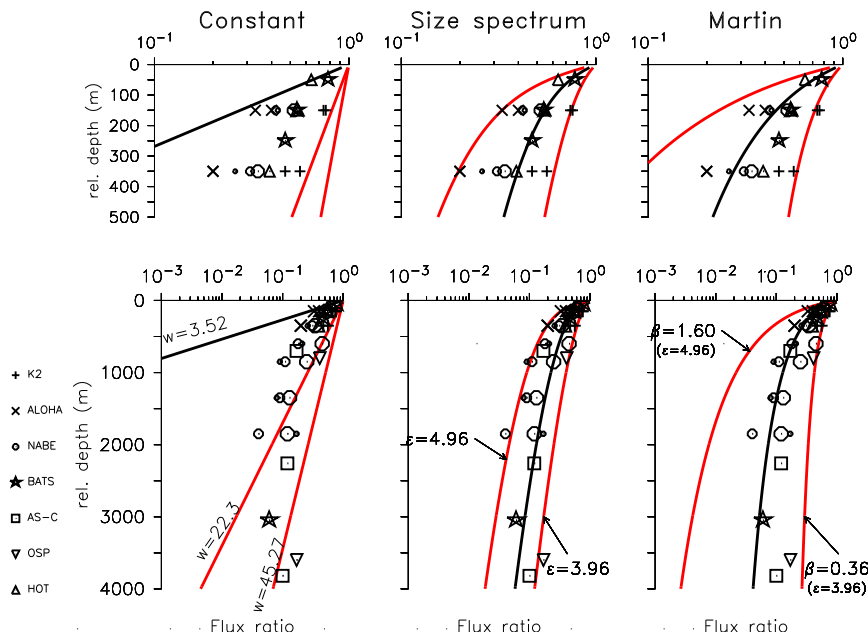 Constant
Size spectrum
Martin
10-1 100
10-1 100
10-1 100
0
100
200
300
400
500
rel. depth (m)
10-3 10-2 10-1 100
10-3 10-2 10-1 100
10-3 10-2 10-1 100
0
1000
2000
3000
4000
rel. depth (m)
w=3.52
w=22.3
w=45.27
ε=4.96
ε=3.96
β=1.60
(ε=4.96)
β=0.36
(ε=3.96)
K2
ALOHA
NABE
BATS
AS-C
OSP
HOT
Flux ratio
Flux ratio
Flux ratio